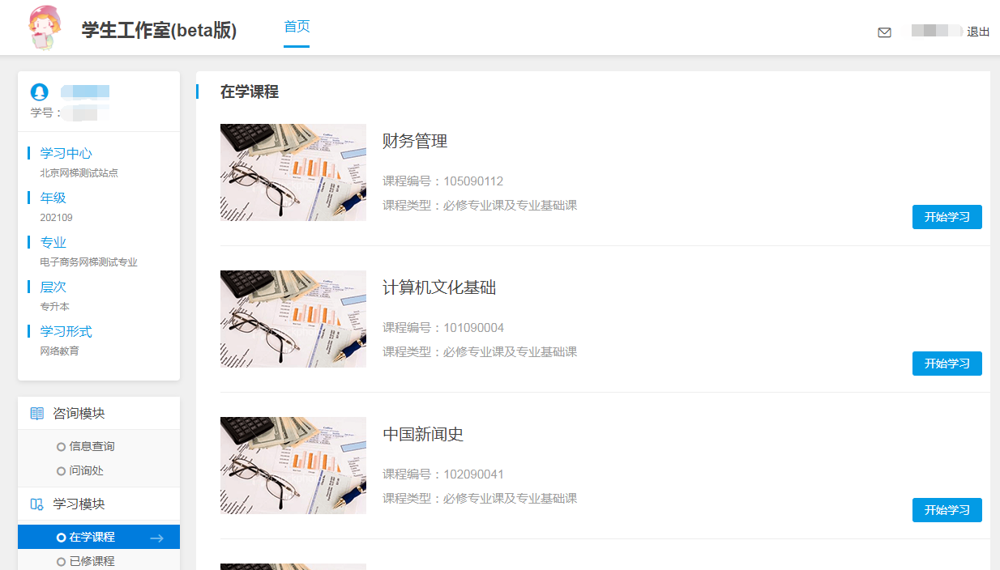 学生工作室(beta版)
首页
退出
学号：
学习中心
北京网梯测试站点
年级
202109
专业
电子商务网梯测试专业
层次
专升本
学习形式
网络教育
咨询模块
信息查询
问询处
学习模块
在学课程
已修课程
在学课程
财务管理
课程编号：105090112
课程类型：必修专业课及专业基础课
开始学习
计算机文化基础
课程编号：101090004
课程类型：必修专业课及专业基础课
开始学习
中国新闻史
课程编号：102090041
课程类型：必修专业课及专业基础课
开始学习